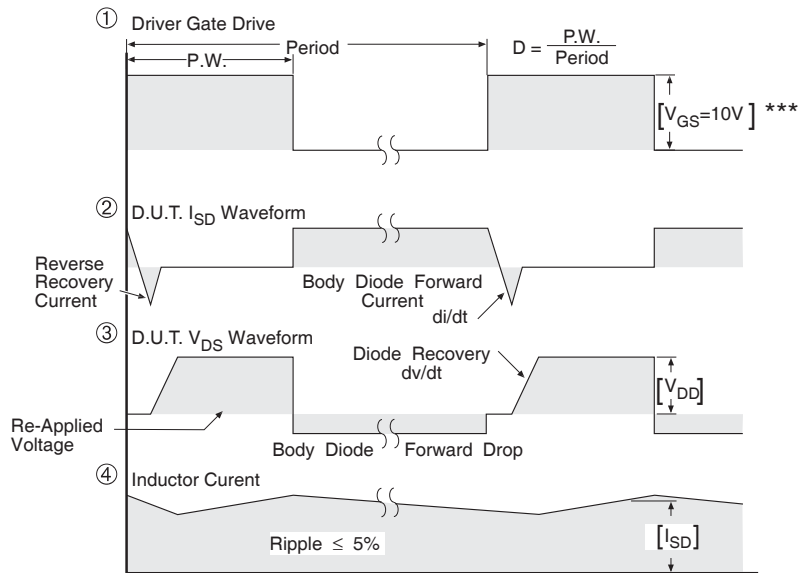 ① Driver Gate Drive
Period
P.W.
D = P.W. / Period
[VGS=10V] ***
② D.U.T. ISD Waveform
Reverse
Recovery
Current
Body Diode Forward
Current
di/dt
③ D.U.T. VDS Waveform
Diode Recovery
dv/dt
[VDD]
Re-Applied
Voltage
Body Diode Forward Drop
④ Inductor Curent
Ripple ≤ 5%
[ISD]